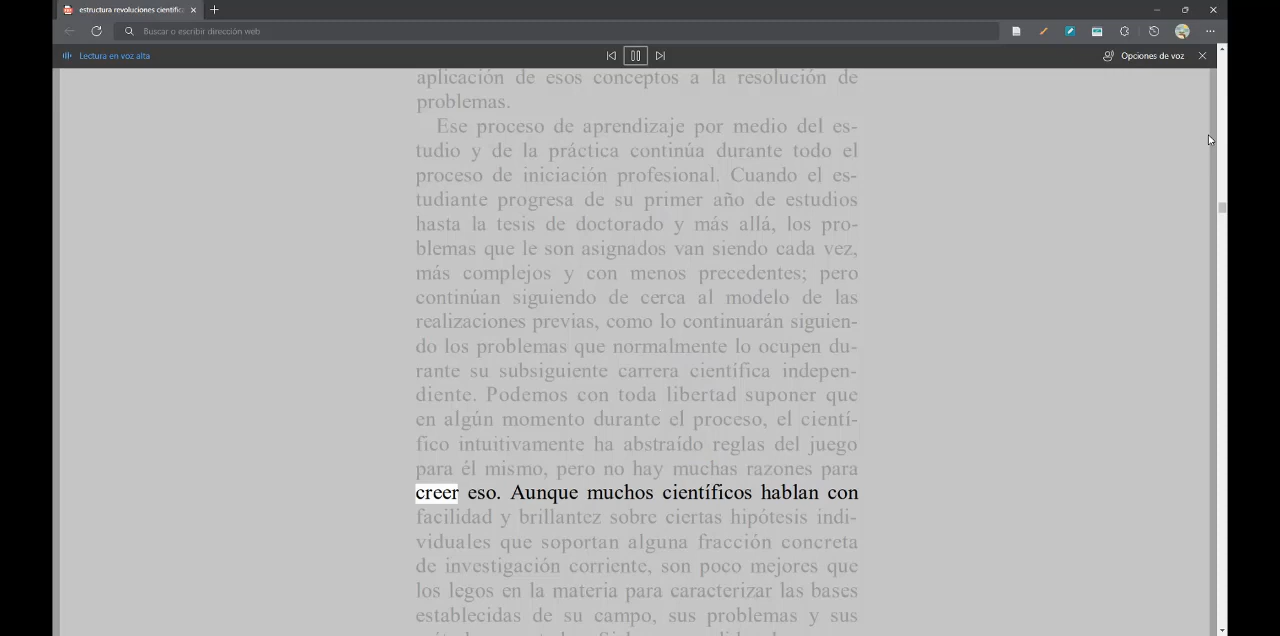 estructura revoluciones científic
Buscar o escribir dirección web
Lectura en voz alta
Opciones de voz
aplicación de esos conceptos a la resolución de
problemas.
Ese proceso de aprendizaje por medio del es-
tudio y de la práctica continúa durante todo el
proceso de iniciación profesional. Cuando el es-
tudiante progresa de su primer año de estudios
hasta la tesis de doctorado y más allá, los pro-
blemas que le son asignados van siendo cada vez,
más complejos y con menos precedentes; pero
continúan siguiendo de cerca al modelo de las
realizaciones previas, como lo continuarán siguien-
do los problemas que normalmente lo ocupen du-
rante su subsiguiente carrera científica indepen-
diente. Podemos con toda libertad suponer que
en algún momento durante el proceso, el cientí-
fico intuitivamente ha abstraído reglas del juego
para él mismo, pero no hay muchas razones para
creer eso. Aunque muchos científicos hablan con
facilidad y brillantez sobre ciertas hipótesis indi-
viduales que soportan alguna fracción concreta
de investigación corriente, son poco mejores que
los legos en la materia para caracterizar las bases
establecidas de su campo, sus problemas y sus